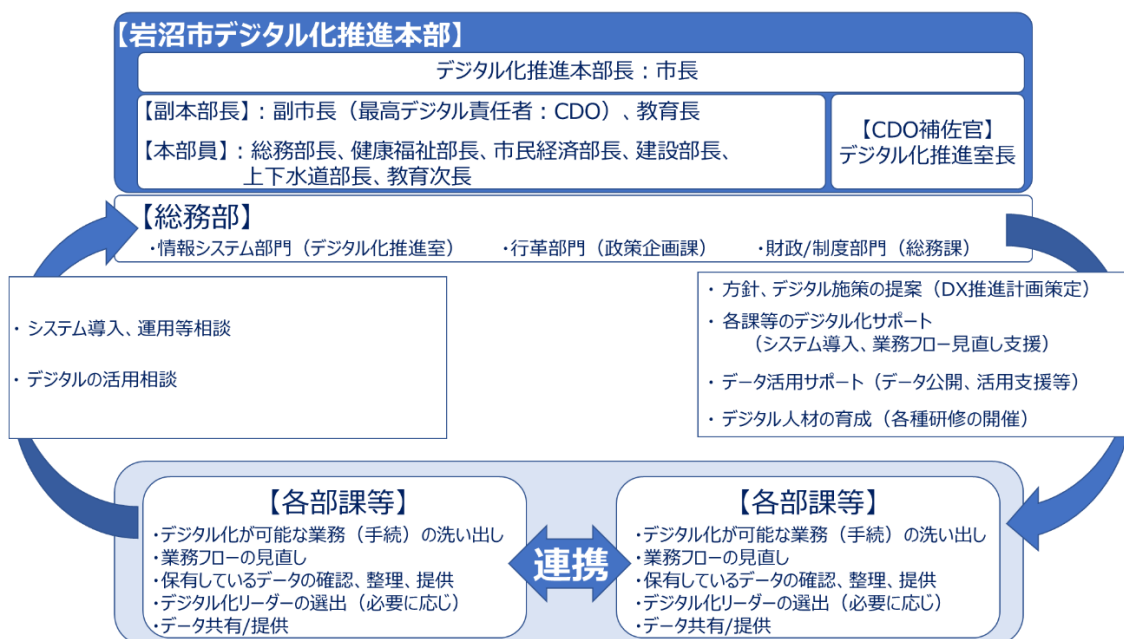 【岩沼市デジタル化推進本部】
デジタル化推進本部長：市長
【副本部長】：副市長（最高デジタル責任者：CDO）、教育長
【本部員】：総務部長、健康福祉部長、市民経済部長、建設部長、
上下水道部長、教育次長
【CDO補佐官】
デジタル化推進室長
【総務部】
・情報システム部門（デジタル化推進室）
・行革部門（政策企画課）
・財政/制度部門（総務課）
・システム導入、運用等相談
・デジタルの活用相談
・方針、デジタル施策の提案（DX推進計画策定）
・各課等のデジタル化サポート
（システム導入、業務フロー見直し支援）
・データ活用サポート（データ公開、活用支援等）
・デジタル人材の育成（各種研修の開催）
【各部課等】
・デジタル化が可能な業務（手続）の洗い出し
・業務フローの見直し
・保有しているデータの確認、整理、提供
・デジタル化リーダーの選出（必要に応じ）
・データ共有/提供
連携
【各部課等】
・デジタル化が可能な業務（手続）の洗い出し
・業務フローの見直し
・保有しているデータの確認、整理、提供
・デジタル化リーダーの選出（必要に応じ）
・データ共有/提供